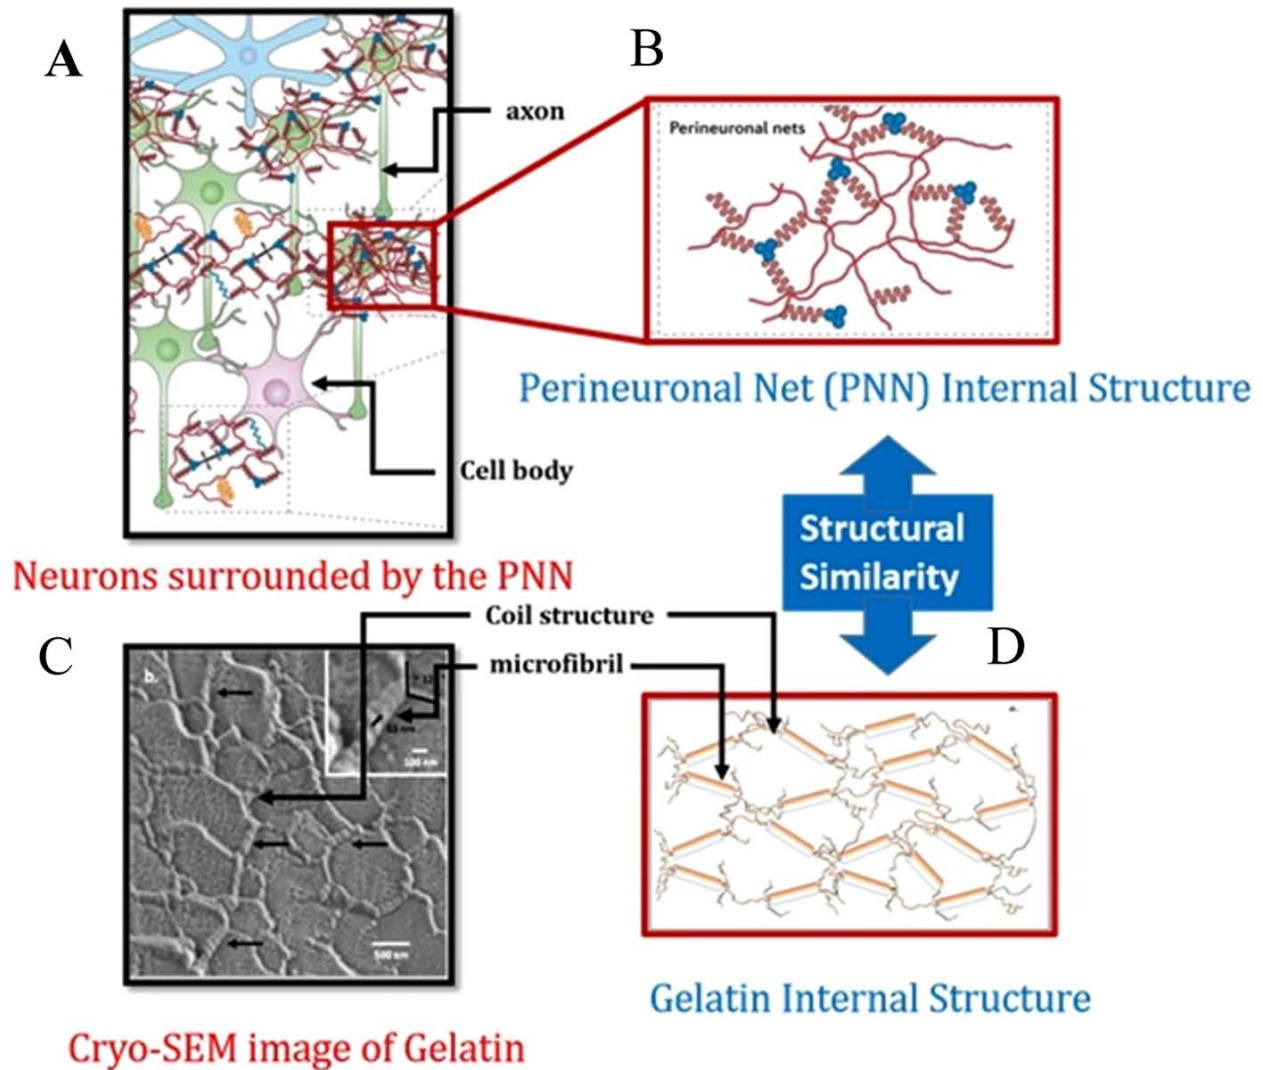 A
axon
B
Perineuronal nets
Perineuronal Net (PNN) Internal Structure
Cell body
Neurons surrounded by the PNN
Structural
Similarity
Coil structure
microfibril
C
b.
100 nm
500 nm
D
Gelatin Internal Structure
Cryo-SEM image of Gelatin